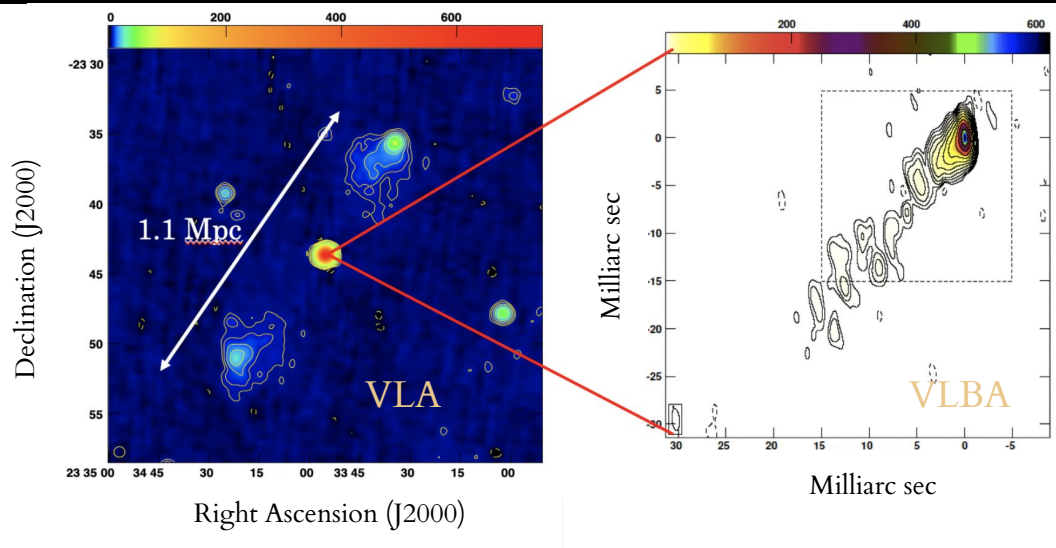 0 200 400 600
-23 30
35
40
45
50
55
23 35 00 34 45 30 15 00 33 45 30 15 00
Declination (J2000)
Right Ascension (J2000)
1.1 Mpc
VLA
200 400 600
5
0
-5
-10
-15
-20
-25
-30
30 25 20 15 10 5 0 -5
Milliarc sec
Milliarc sec
VLBA